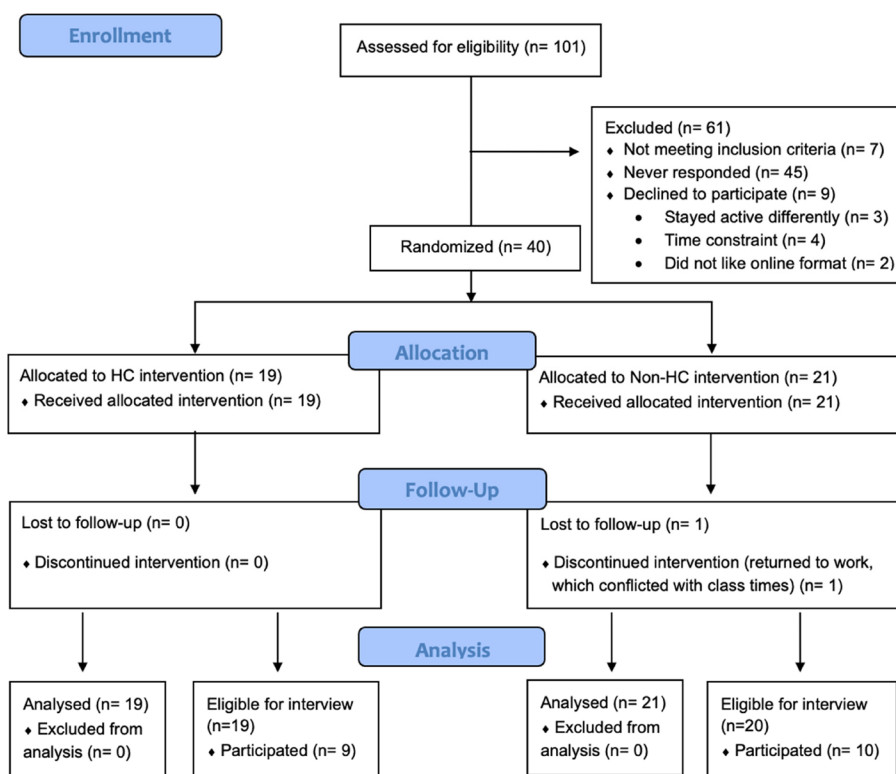 Enrollment
Assessed for eligibility (n= 101)
Excluded (n= 61)
♦ Not meeting inclusion criteria (n= 7)
♦ Never responded (n= 45)
♦ Declined to participate (n= 9)
• Stayed active differently (n= 3)
• Time constraint (n= 4)
• Did not like online format (n= 2)
Randomized (n= 40)
Allocation
Allocated to HC intervention (n= 19)
♦ Received allocated intervention (n= 19)
Allocated to Non-HC intervention (n= 21)
♦ Received allocated intervention (n= 21)
Follow-Up
Lost to follow-up (n= 0)
♦ Discontinued intervention (n= 0)
Lost to follow-up (n= 1)
♦ Discontinued intervention (returned to work,
which conflicted with class times) (n= 1)
Analysis
Analysed (n= 19)
♦ Excluded from
analysis (n= 0)
Eligible for interview
(n=19)
♦ Participated (n= 9)
Analysed (n= 21)
♦ Excluded from
analysis (n= 0)
Eligible for interview
(n=20)
♦ Participated (n= 10)